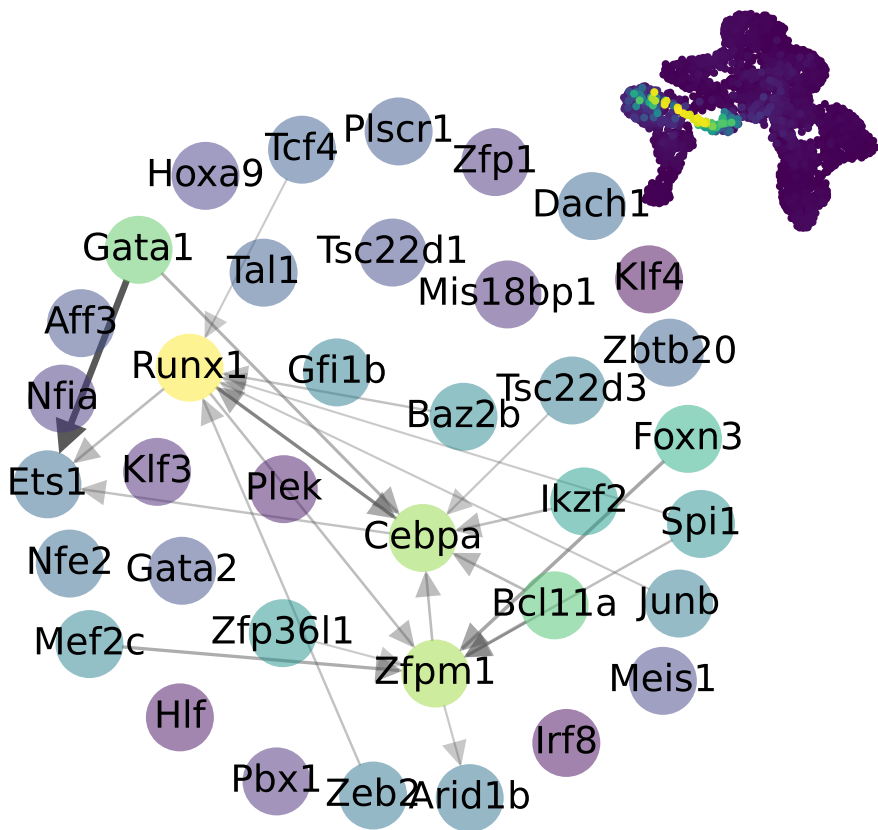 Plscr1
Tcf4
Zfp1
Hoxa9
Dach1
Gata1
Tsc22d1
Tal1
Klf4
Mis18bp1
Aff3
Zbtb20
Runx1
Gfi1b
Tsc22d3
Nfia
Baz2b
Foxn3
Klf3
Ets1
Plek
Ikzf2
Spi1
Cebpa
Nfe2
Gata2
Bcl11a
Junb
Zfp36l1
Mef2c
Zfpm1
Meis1
Hlf
Irf8
Pbx1
Zeb2
Arid1b